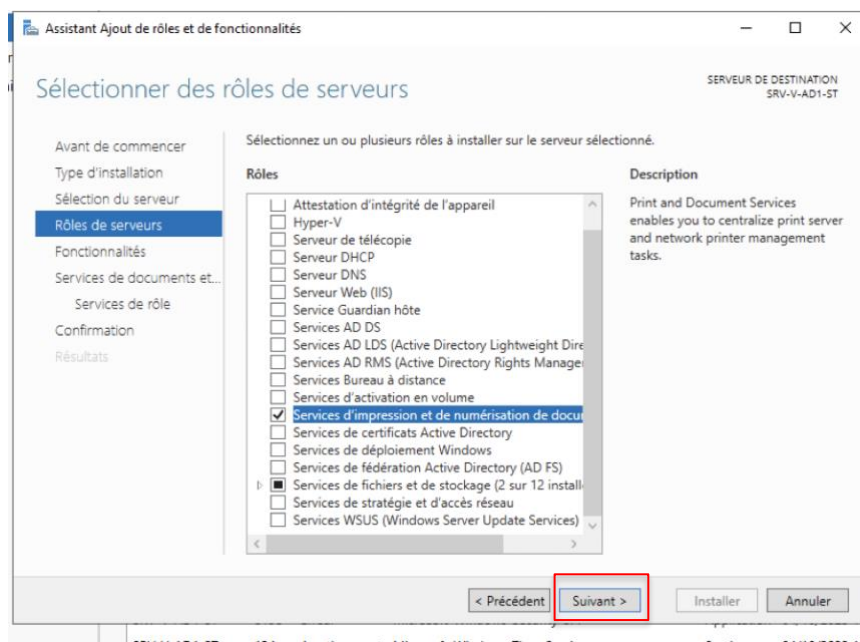 Assistant Ajout de rôles et de fonctionnalités
Sélectionner des rôles de serveurs
SERVEUR DE DESTINATION
SRV-V-AD1-ST
Avant de commencer
Type d'installation
Sélection du serveur
Rôles de serveurs
Fonctionnalités
Services de documents et...
Services de rôle
Confirmation
Résultats
Sélectionnez un ou plusieurs rôles à installer sur le serveur sélectionné.
Rôles
Attestation d'intégrité de l'appareil
Hyper-V
Serveur de télécopie
Serveur DHCP
Serveur DNS
Serveur Web (IIS)
Service Guardian hôte
Services AD DS
Services AD LDS (Active Directory Lightweight Dire
Services AD RMS (Active Directory Rights Manage
Services Bureau à distance
Services d'activation en volume
Services d'impression et de numérisation de docu
Services de certificats Active Directory
Services de déploiement Windows
Services de fédération Active Directory (AD FS)
Services de fichiers et de stockage (2 sur 12 install
Services de stratégie et d'accès réseau
Services WSUS (Windows Server Update Services)
Description
Print and Document Services
enables you to centralize print server
and network printer management
tasks.
< Précédent
Suivant >
Installer
Annuler